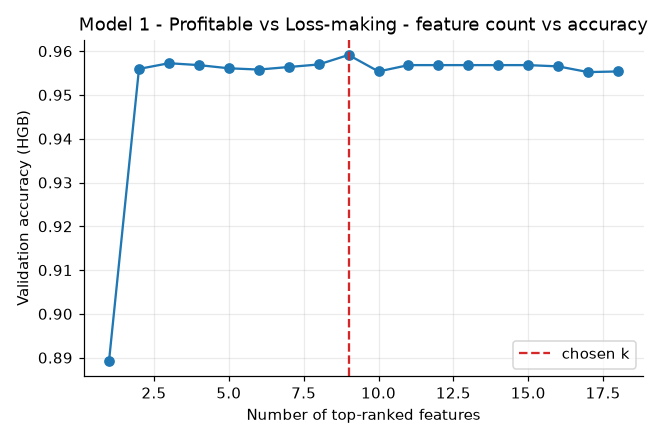 Model 1 - Profitable vs Loss-making - feature count vs accuracy
Validation accuracy (HGB)
0.96
0.95
0.94
0.93
0.92
0.91
0.90
0.89
chosen k
2.5 5.0 7.5 10.0 12.5 15.0 17.5
Number of top-ranked features